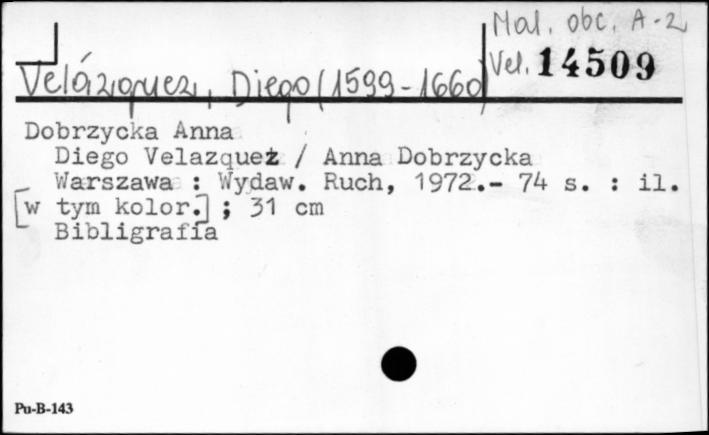 Mal. obc. A-2
Vel. 14509
Velázquez, Diego (1599-1660)
Dobrzycka Anna
Diego Velazquez / Anna Dobrzycka
Warszawa : Wydaw. Ruch, 1972.- 74 s. : il.
[w tym kolor.] ; 31 cm
Bibligrafia
Pu-B-143